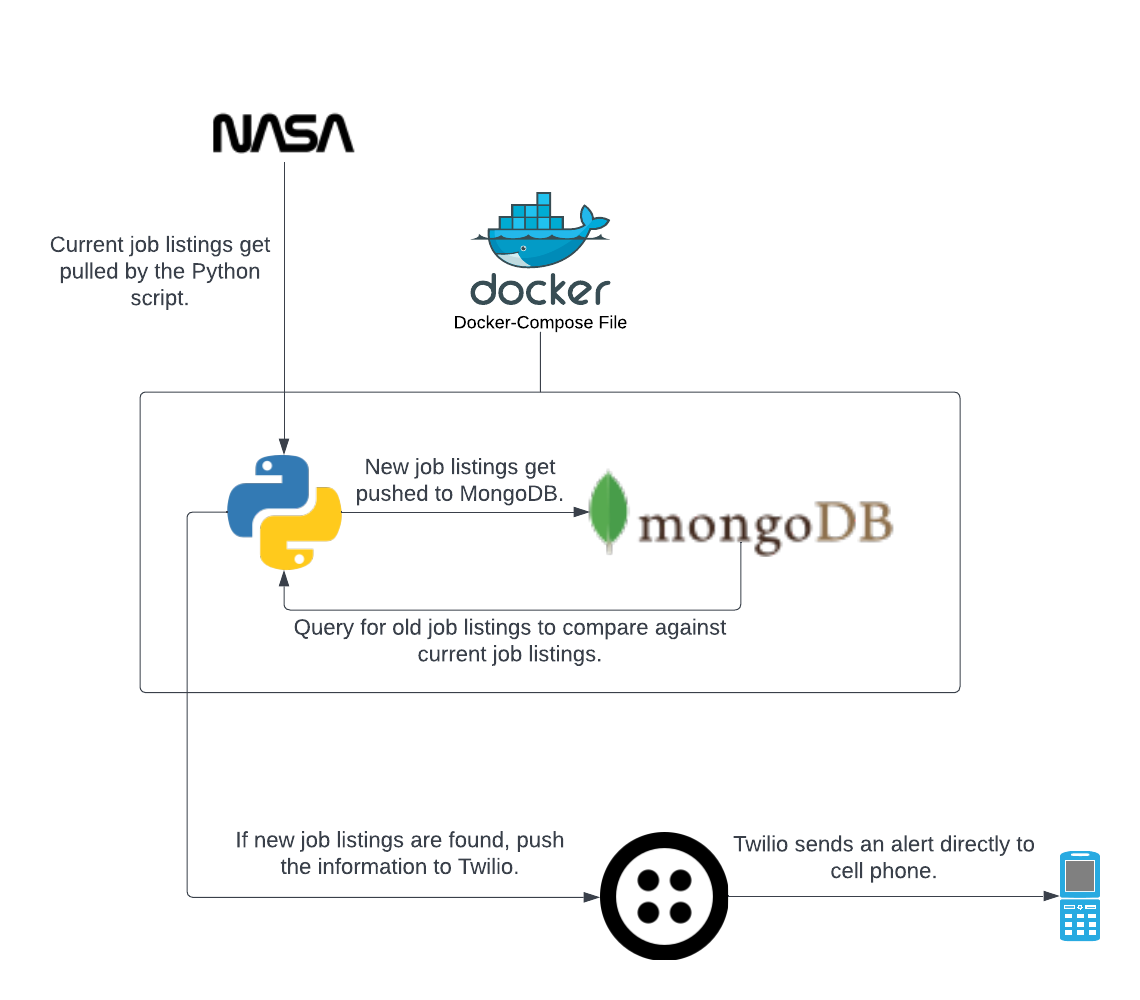 NASA
Current job listings get
pulled by the Python
script.
docker
Docker-Compose File
New job listings get
pushed to MongoDB.
mongoDB
Query for old job listings to compare against
current job listings.
If new job listings are found, push
the information to Twilio.
Twilio sends an alert directly to
cell phone.